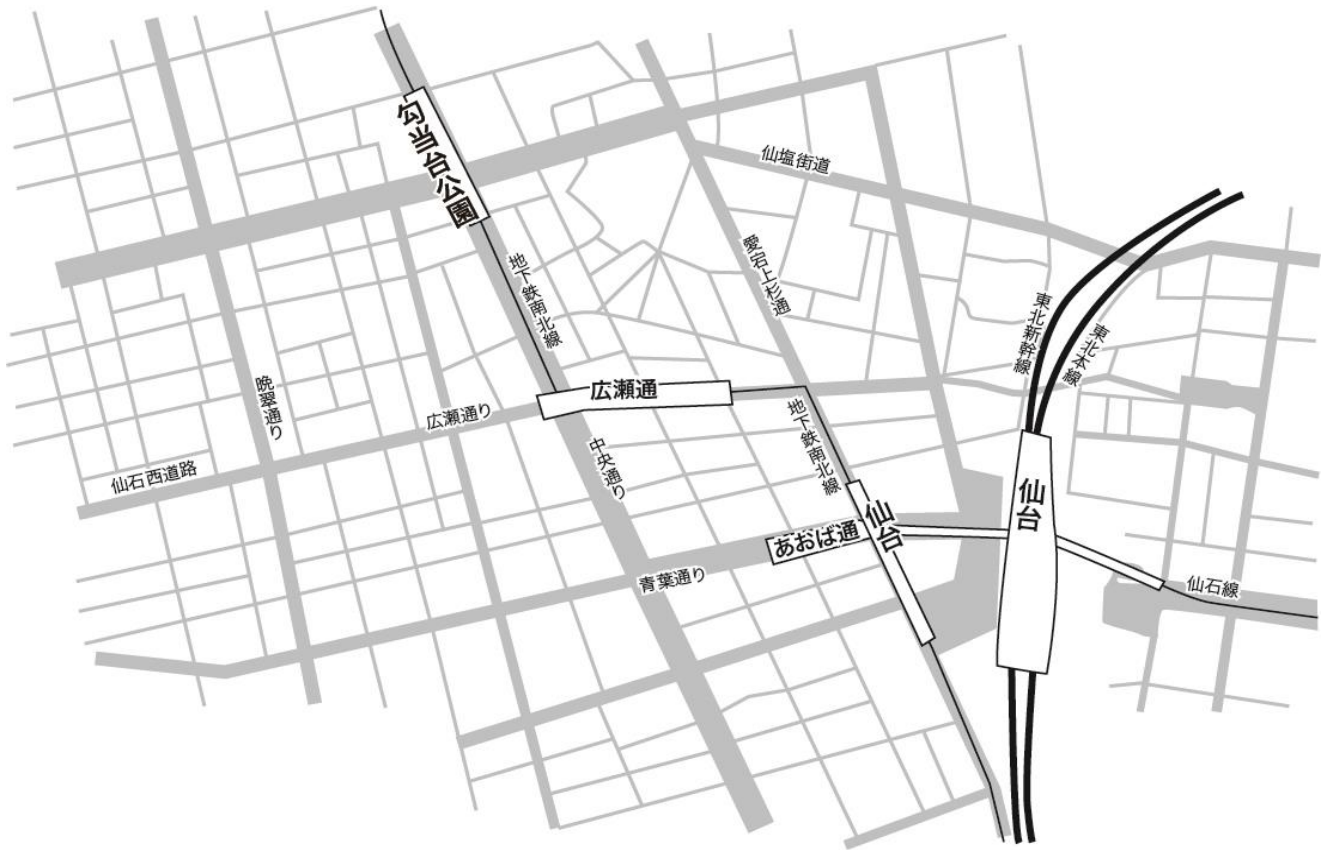 勾当台公園
仙塩街道
愛宕上杉通
地下鉄南北線
東北新幹線
東北本線
晩翠通り
広瀬通り
広瀬通
地下鉄南北線
中央通り
仙石西道路
仙台
仙台
あおば通
青葉通り
仙石線